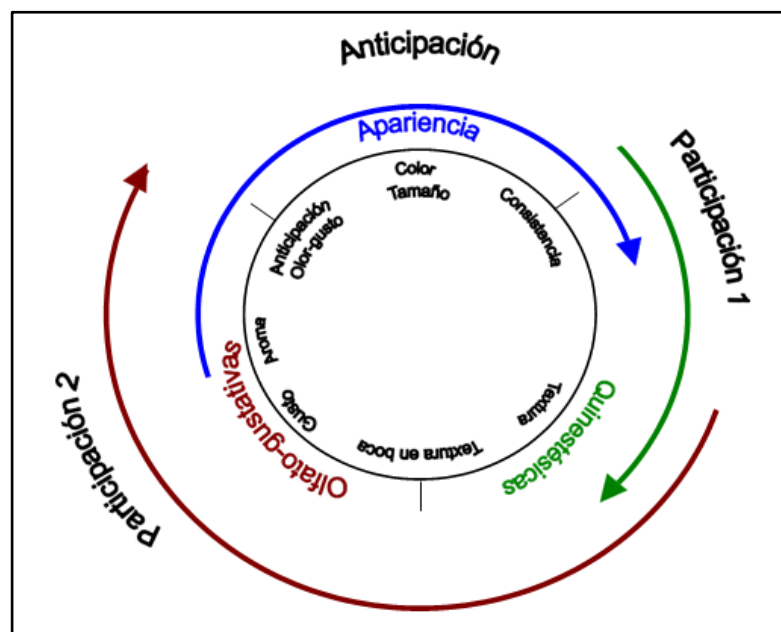 Anticipación
Apariencia
Color
Tamaño
Consistencia
Participación 1
Anticipación
Olor-gusto
Aroma
Gusto
Olfato-gustativas
Textura en boca
Textura
Quinestésicas
Participación 2